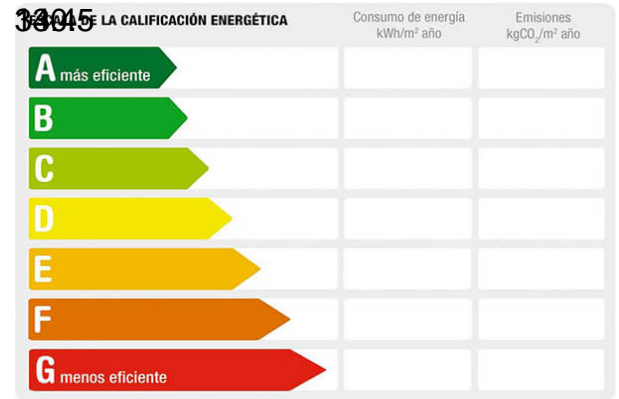 DE LA CALIFICACIÓN ENERGÉTICA
Consumo de energía
kWh/m² año
Emisiones
kgCO₂/m² año
A más eficiente
B
C
D
E
F
G menos eficiente